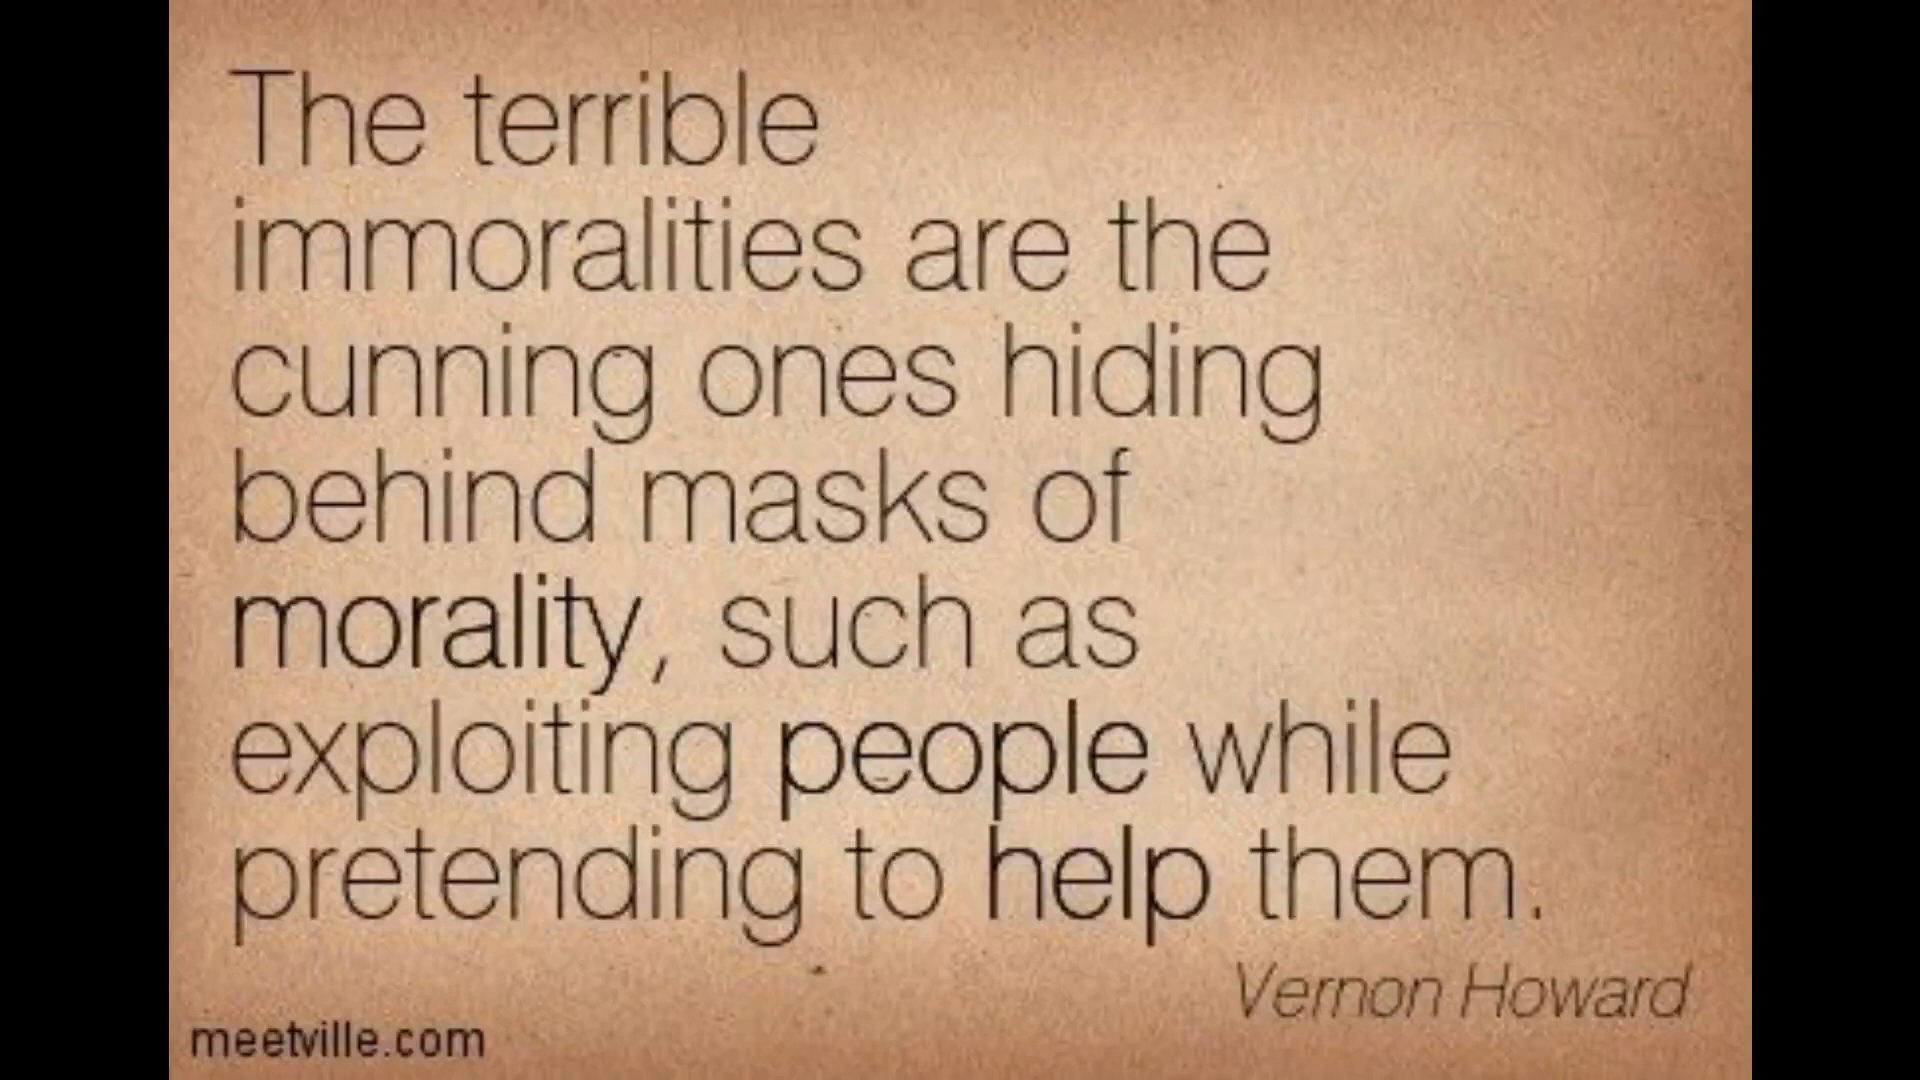 The terrible
immoralities are the
cunning ones hiding
behind masks of
morality, such as
exploiting people while
pretending to help them.
Vernon Howard
meetville.com